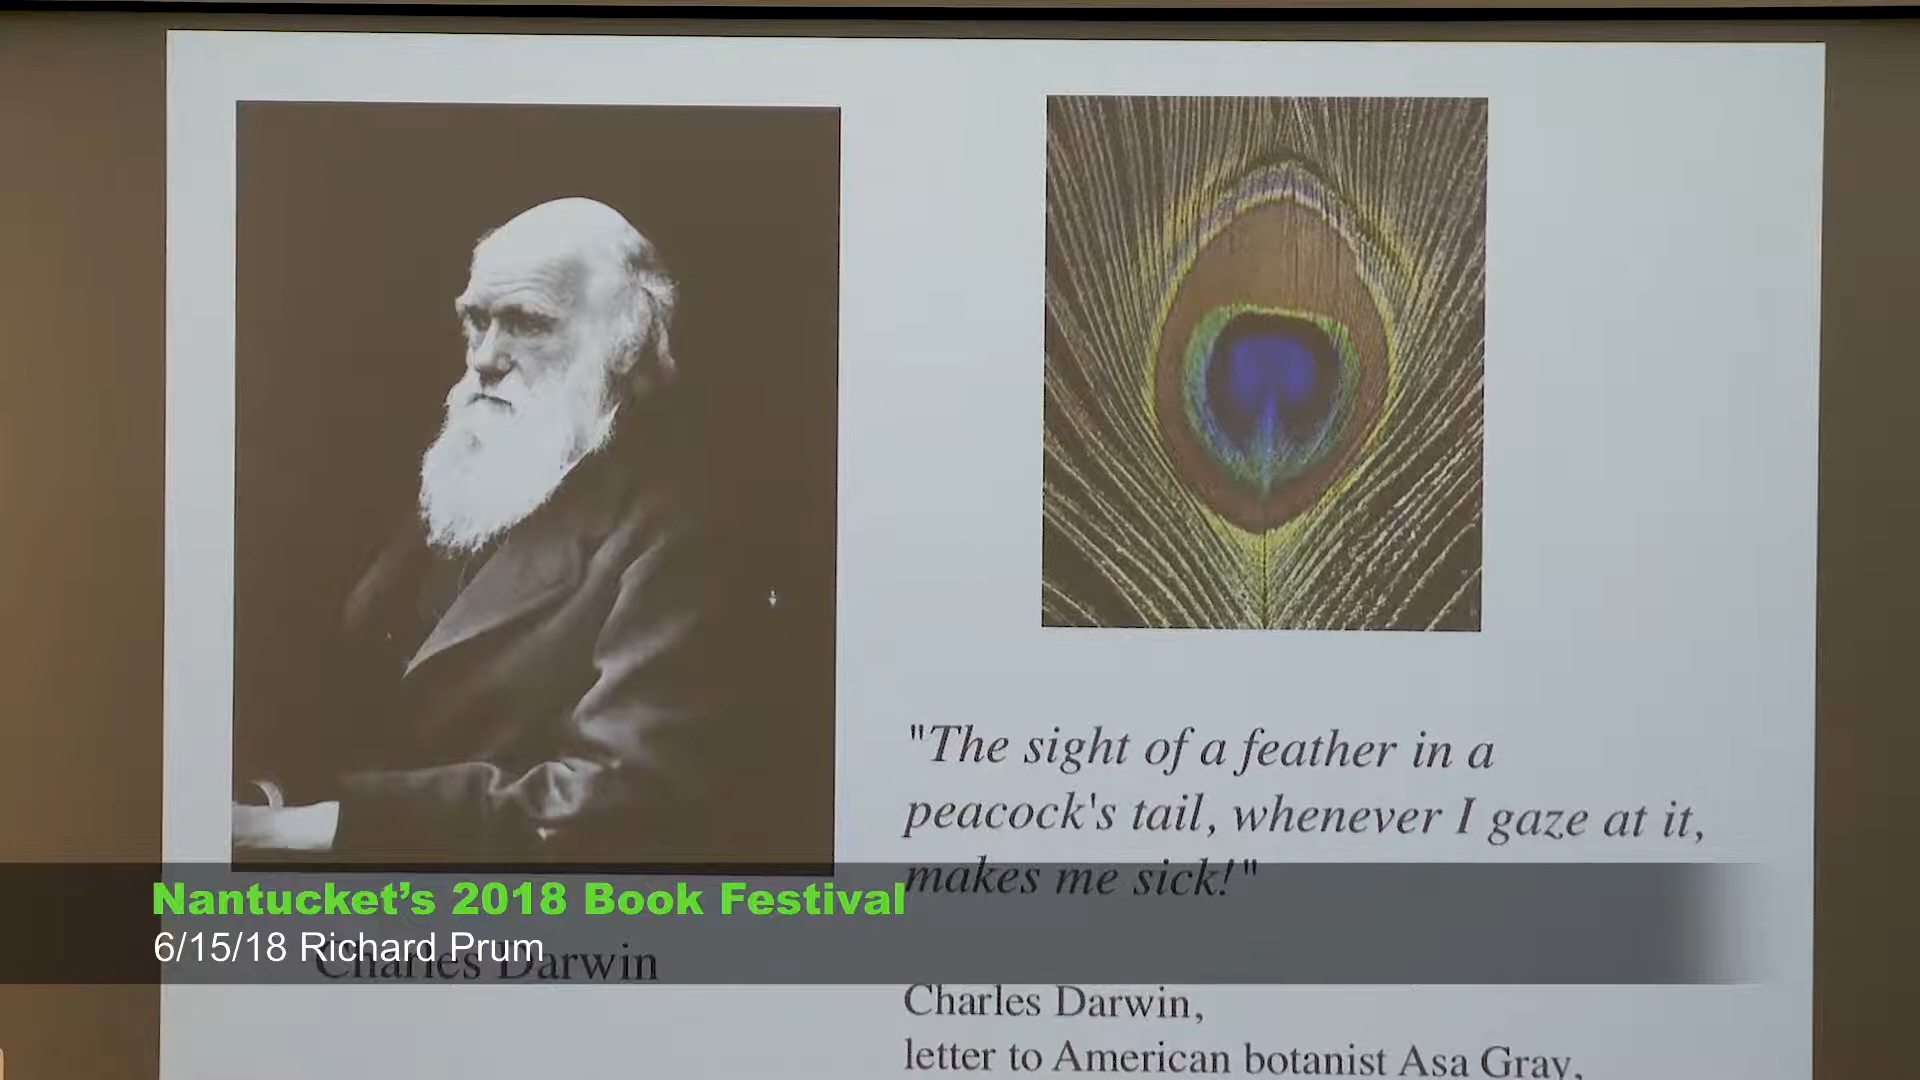 "The sight of a feather in a
peacock's tail, whenever I gaze at it,
makes me sick!"
Nantucket’s 2018 Book Festival
6/15/18 Richard Prum
Charles Darwin
Charles Darwin,
letter to American botanist Asa Gray,